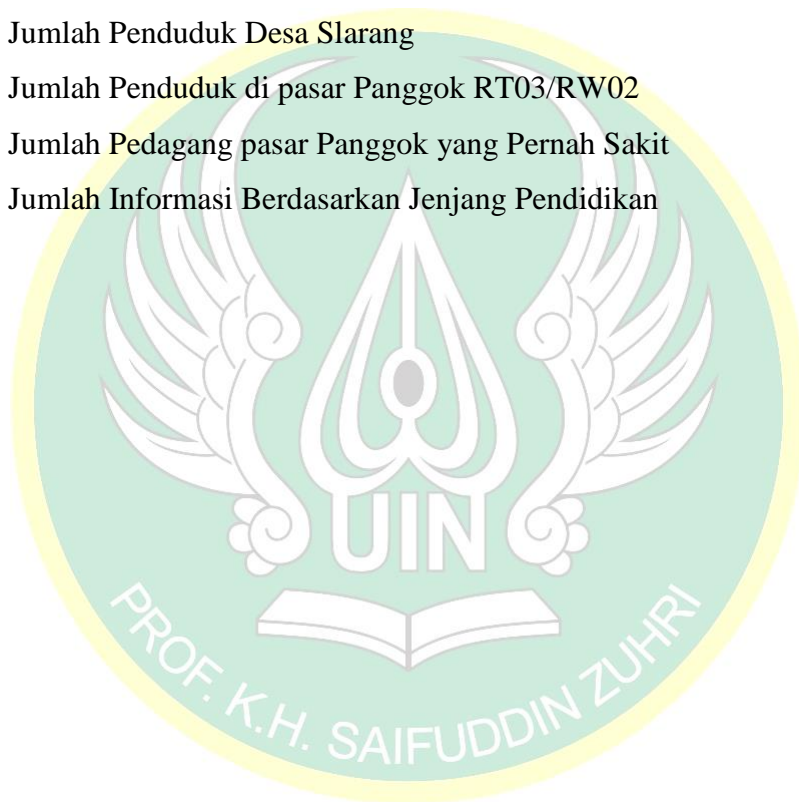 Jumlah Penduduk Desa Slarang
Jumlah Penduduk di pasar Panggok RT03/RW02
Jumlah Pedagang pasar Panggok yang Pernah Sakit
Jumlah Informasi Berdasarkan Jenjang Pendidikan
UIN
PROF. K.H. SAIFUDDIN ZUHRI